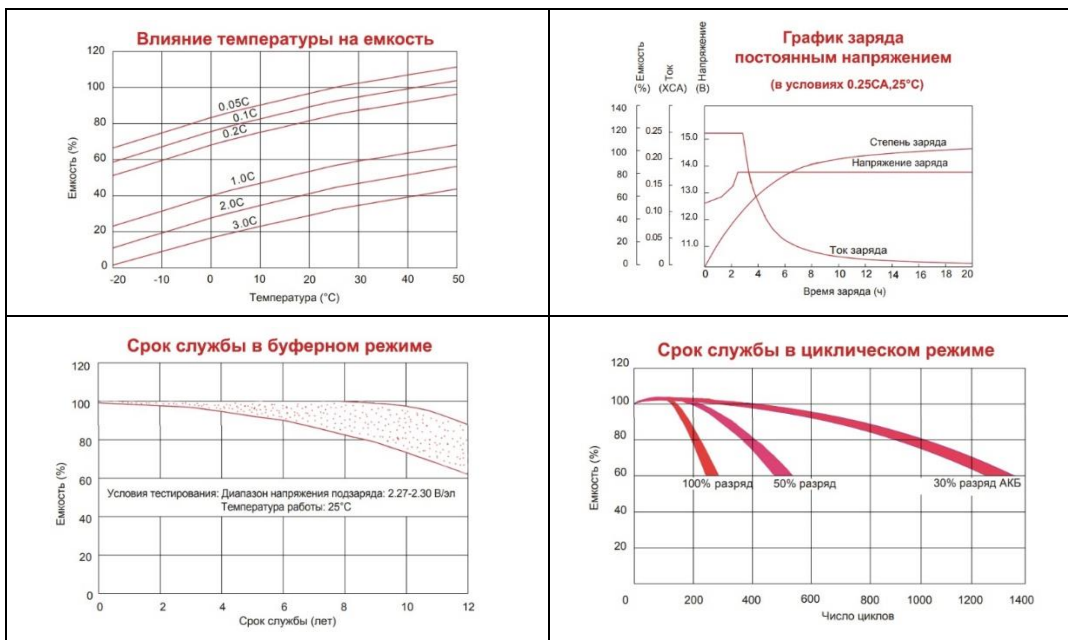 Влияние температуры на емкость
120
100
80
60
40
20
0
Емкость (%)
0.05C
0.1C
0.2C
1.0C
2.0C
3.0C
-20 -10 0 10 20 30 40 50
Температура (°C)
График заряда
постоянным напряжением
(в условиях 0.25CA,25°C)
Емкость (%)
Ток (XCA)
Напряжение (В)
140
120
100
80
60
40
20
0
0.25
0.20
0.15
0.10
0.05
0
15.0
14.0
13.0
12.0
11.0
Степень заряда
Напряжение заряда
Ток заряда
0 2 4 6 8 10 12 14 16 18 20
Время заряда (ч)
Срок службы в буферном режиме
120
100
80
60
40
20
0
Емкость (%)
Условия тестирования: Диапазон напряжения подзаряда: 2.27-2.30 В/эл
Температура работы: 25°C
0 2 4 6 8 10 12
Срок службы (лет)
Срок службы в циклическом режиме
120
100
80
60
40
20
0
Емкость (%)
100% разряд
50% разряд
30% разряд АКБ
200 400 600 800 1000 1200 1400
Число циклов